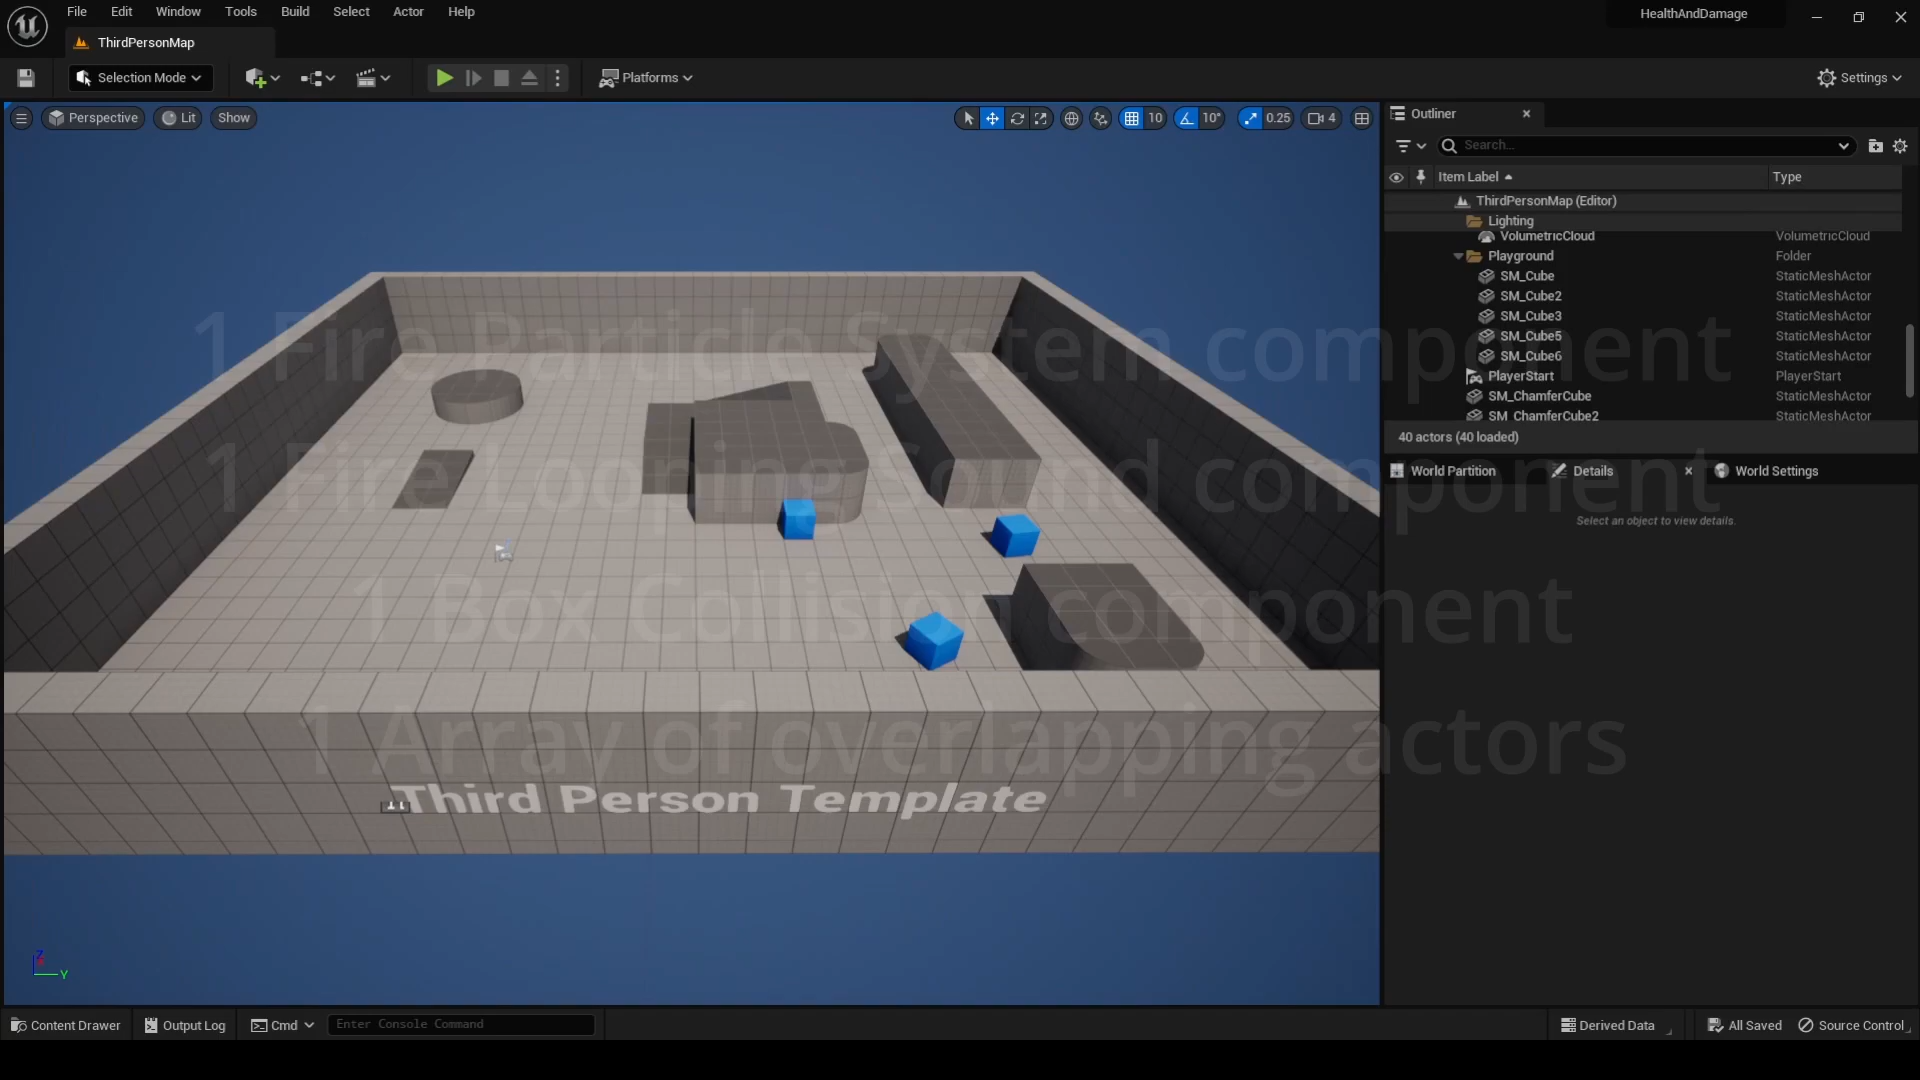 File Edit Window Tools Build Select Actor Help
HealthAndDamage
ThirdPersonMap
Selection Mode
Platforms
Settings
Perspective Lit Show
10 10° 0.25 4
Outliner
Search...
Item Label Type
ThirdPersonMap (Editor)
Lighting
VolumetricCloud VolumetricCloud
Playground Folder
SM_Cube StaticMeshActor
SM_Cube2 StaticMeshActor
SM_Cube3 StaticMeshActor
SM_Cube5 StaticMeshActor
SM_Cube6 StaticMeshActor
PlayerStart PlayerStart
SM_ChamferCube StaticMeshActor
SM_ChamferCube2 StaticMeshActor
40 actors (40 loaded)
World Partition Details World Settings
Select an object to view details.
1 Fire Particle System component
1 Fire Looping Sound component
1 Box Collision component
1 Array of overlapping actors
Third Person Template
Z
Y
Content Drawer Output Log Cmd Enter Console Command
Derived Data All Saved Source Control